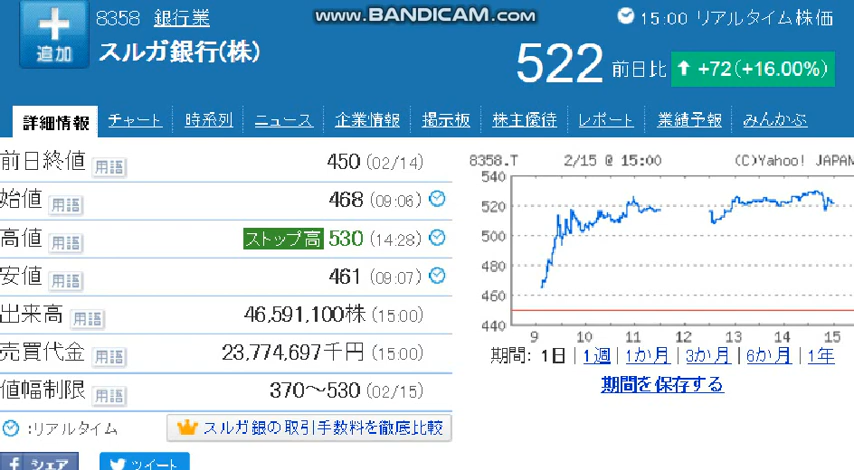 www.BANDICAM.com
8358 銀行業
15:00 リアルタイム株価
追加
スルガ銀行(株)
522 前日比 +72(+16.00%)
詳細情報 チャート 時系列 ニュース 企業情報 掲示板 株主優待 レポート 業績予報 みんかぶ
前日終値 用語 450 (02/14)
始値 用語 468 (09:06)
高値 用語 ストップ高 530 (14:28)
安値 用語 461 (09:07)
出来高 用語 46,591,100株 (15:00)
売買代金 用語 23,774,697千円 (15:00)
値幅制限 用語 370～530 (02/15)
:リアルタイム
スルガ銀の取引手数料を徹底比較
シェア ツイート
8358.T 2/15 @ 15:00 (C)Yahoo! JAPAN
540
520
500
480
460
440
9 10 11 12 13 14 15
期間: 1日 | 1週 | 1か月 | 3か月 | 6か月 | 1年
期間を保存する